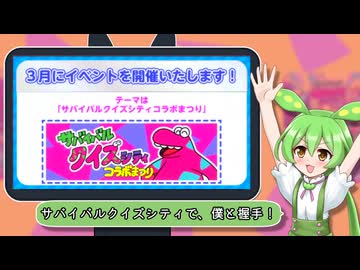 3月にイベントを開催いたします！
テーマは
「サバイバルクイズシティコラボまつり」
サバイバル
クイズシティ
コラボまつり
サバイバルクイズシティで、僕と握手！